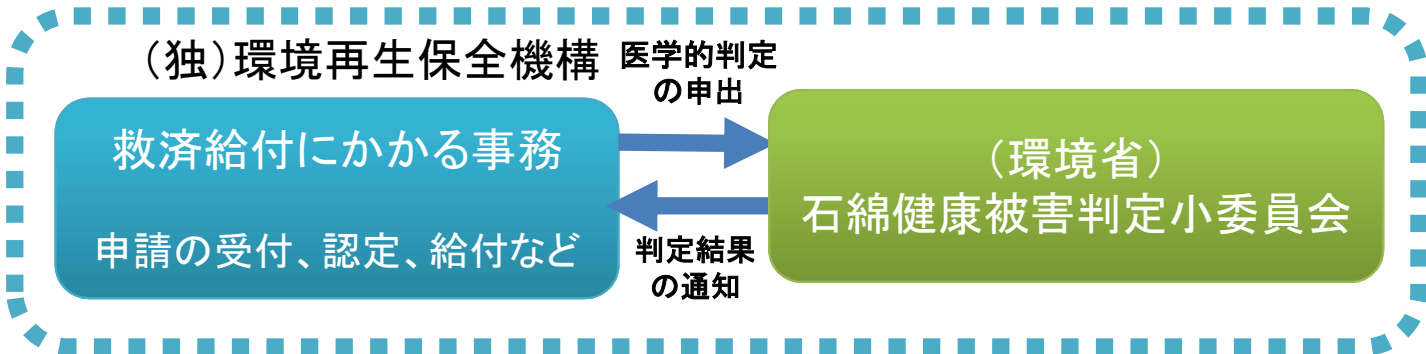 （独）環境再生保全機構
医学的判定
の申出
救済給付にかかる事務
申請の受付、認定、給付など
（環境省）
石綿健康被害判定小委員会
判定結果
の通知